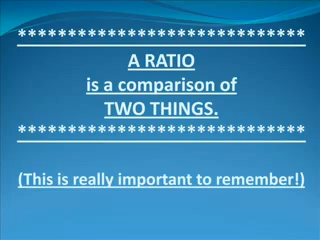 *****************************
A RATIO
is a comparison of
TWO THINGS.
*****************************
(This is really important to remember!)